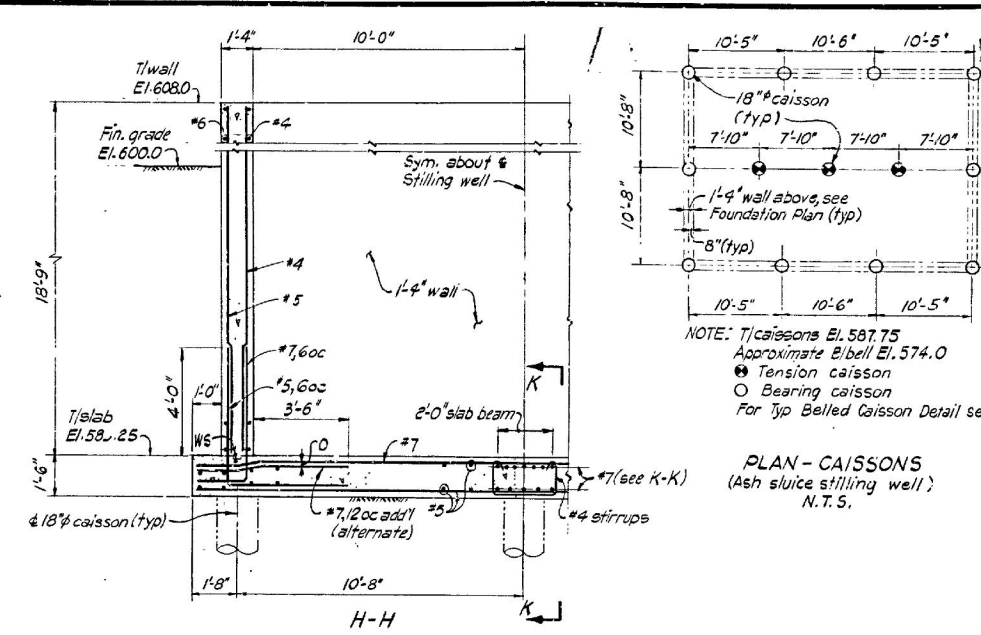 1'-4"
10'-0"
T/wall
El.608.0
#6
#4
Fin. grade
El.600.0
Sym. about ℄
Stilling well
18'-9"
#4
1'-4" wall
#5
#7,6oc
4'-0"
1'-0"
#5,6oc
3'-6"
K
2'-0" slab beam
T/slab
WS
#7
1'-6"
#7(see K-K)
℄ 18"φ caisson(typ)
#7,12oc add'l
(alternate)
#5
#4 stirrups
1'-8"
10'-8"
K
H-H
10'-5"
10'-6"
10'-5"
18"φ caisson
(typ)
10'-8"
7'-10"
7'-10"
7'-10"
7'-10"
1'-4" wall above, see
Foundation Plan (typ)
10'-8"
8"(typ)
10'-5"
10'-6"
10'-5"
NOTE: T/caissons El.587.75
Approximate B/bell El.574.0
Tension caisson
Bearing caisson
For Typ Belled Caisson Detail
PLAN - CAISSONS
(Ash sluice stilling well)
N.T.S.